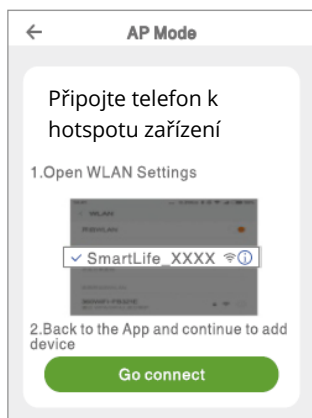 AP Mode
Připojte telefon k
hotspotu zařízení
1.Open WLAN Settings
WLAN
SmartLife_XXXX
2.Back to the App and continue to add
device
Go connect